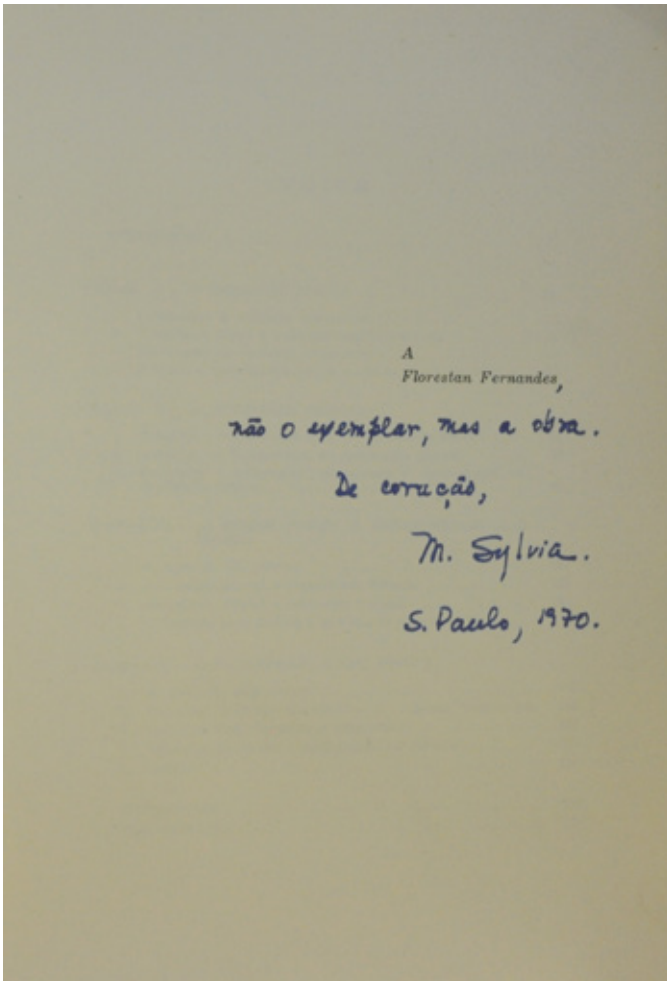 A
Florestan Fernandes,
não o exemplar, mas a obra.
De coração,
M. Sylvia.
S. Paulo, 1970.